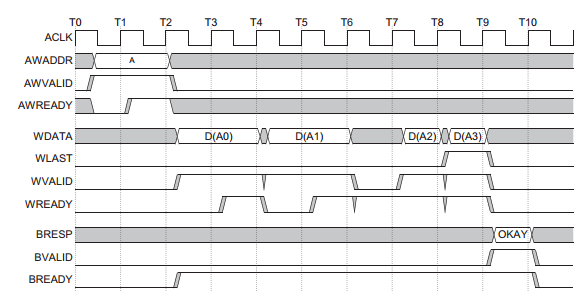 T0 T1 T2 T3 T4 T5 T6 T7 T8 T9 T10
ACLK
AWADDR A
AWVALID
AWREADY
WDATA D(A0) D(A1) D(A2) D(A3)
WLAST
WVALID
WREADY
BRESP OKAY
BVALID
BREADY